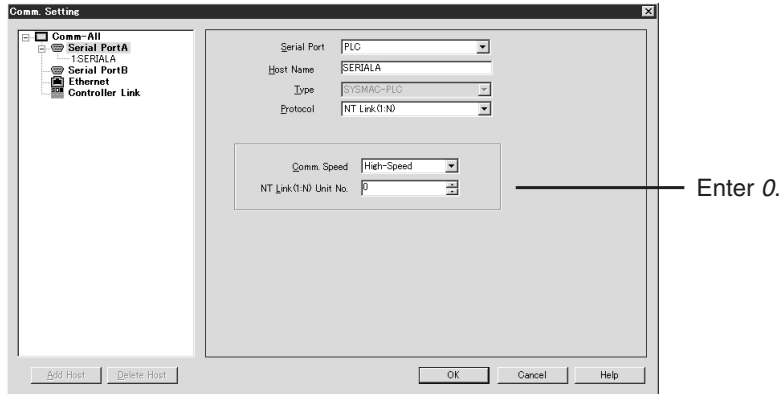 Comm. Setting
Comm-All
Serial PortA
1:SERIALA
Serial PortB
Ethernet
Controller Link
Serial Port PLC
Host Name SERIALA
Type SYSMAC-PLC
Protocol NT Link(1:N)
Comm. Speed High-Speed
NT Link(1:N) Unit No. 0
Enter 0.
Add Host Delete Host OK Cancel Help